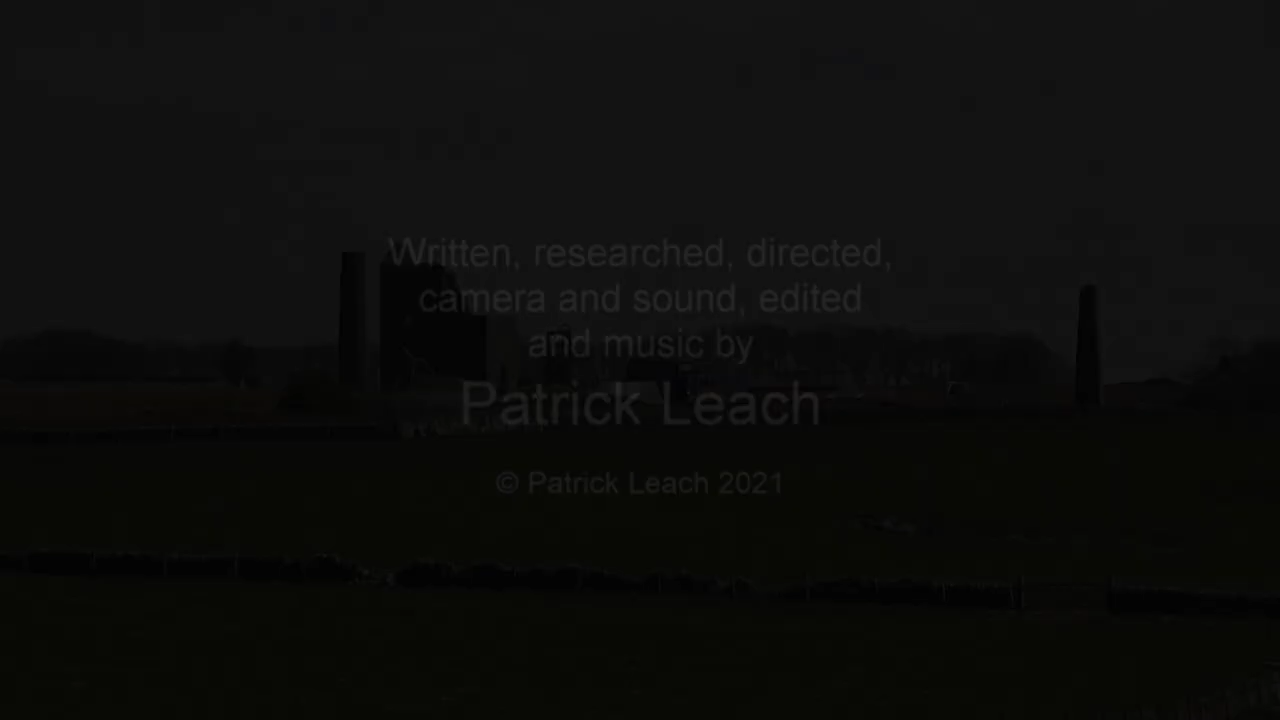 Written, researched, directed,
camera and sound, edited
and music by
Patrick Leach
© Patrick Leach 2021